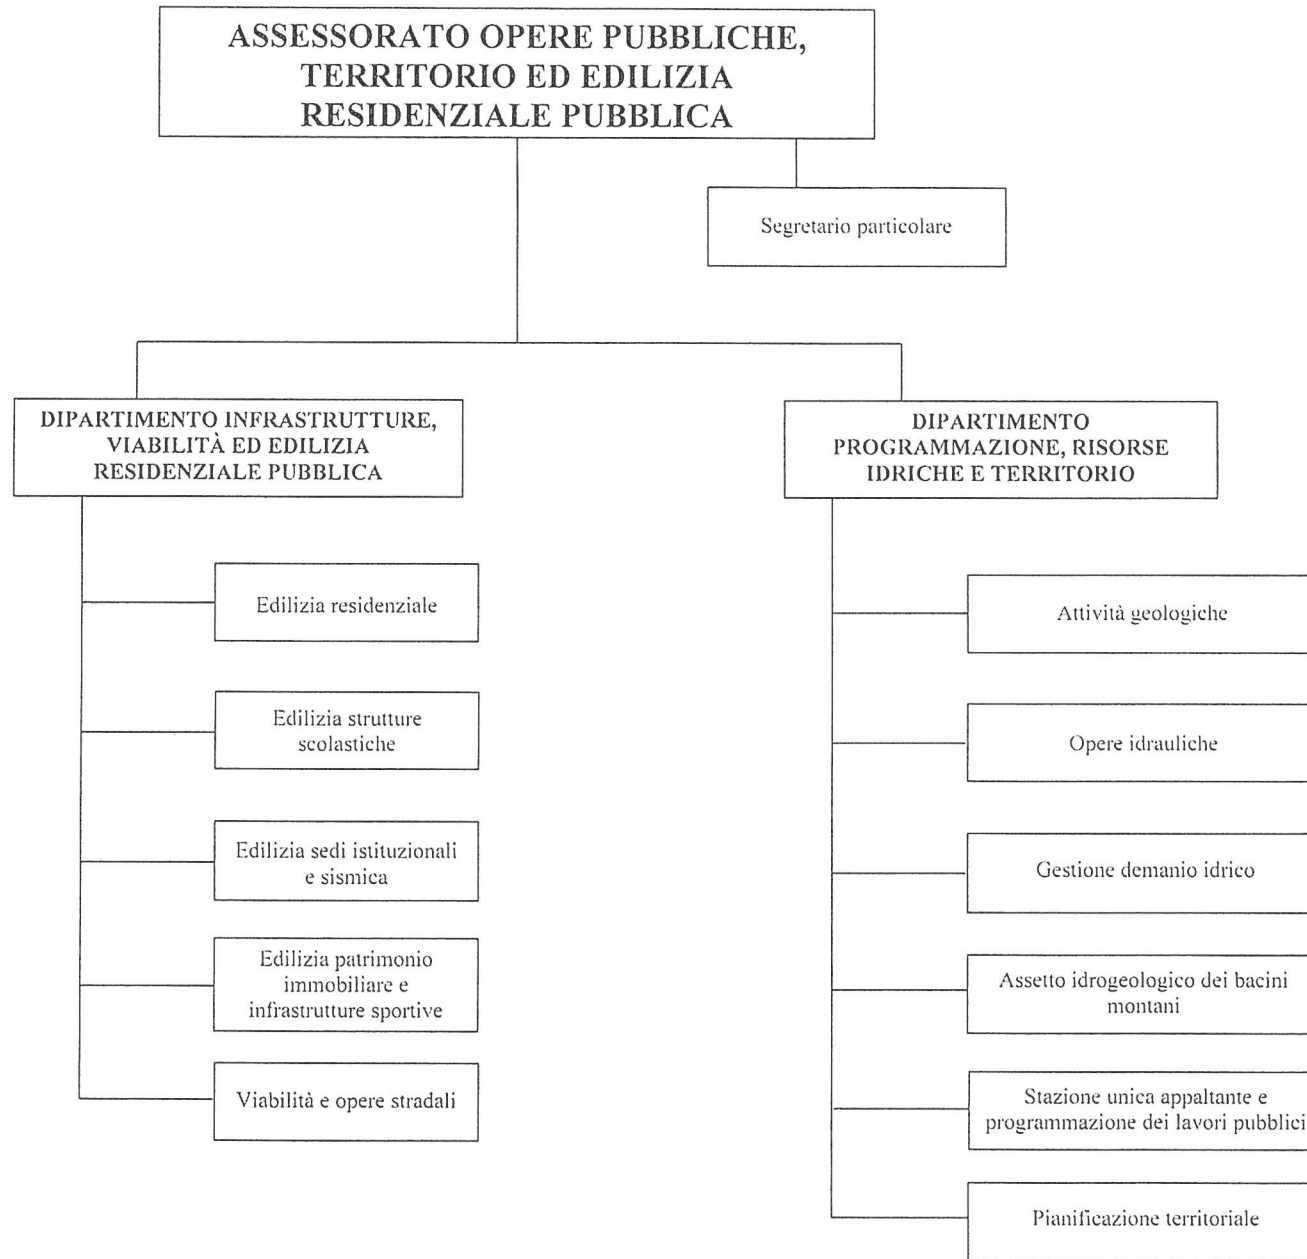 ASSESSORATO OPERE PUBBLICHE,
TERRITORIO ED EDILIZIA
RESIDENZIALE PUBBLICA
Segretario particolare
DIPARTIMENTO INFRASTRUTTURE,
VIABILITÀ ED EDILIZIA
RESIDENZIALE PUBBLICA
Edilizia residenziale
Edilizia strutture
scolastiche
Edilizia sedi istituzionali
e sismica
Edilizia patrimonio
immobiliare e
infrastrutture sportive
Viabilità e opere stradali
DIPARTIMENTO
PROGRAMMAZIONE, RISORSE
IDRICHE E TERRITORIO
Attività geologiche
Opere idrauliche
Gestione demanio idrico
Assetto idrogeologico dei bacini
montani
Stazione unica appaltante e
programmazione dei lavori pubblici
Pianificazione territoriale